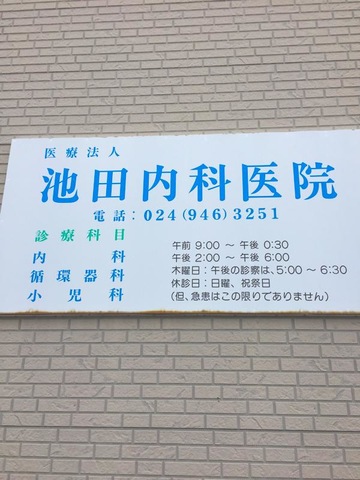 医療法人
池田内科医院
電話：024(946)3251
診療科目
内科
循環器科
小児科
午前 9:00 ～ 午後 0:30
午後 2:00 ～ 午後 6:00
木曜日：午後の診察は、5:00 ～ 6:30
休診日：日曜、祝祭日
(但、急患はこの限りでありません)